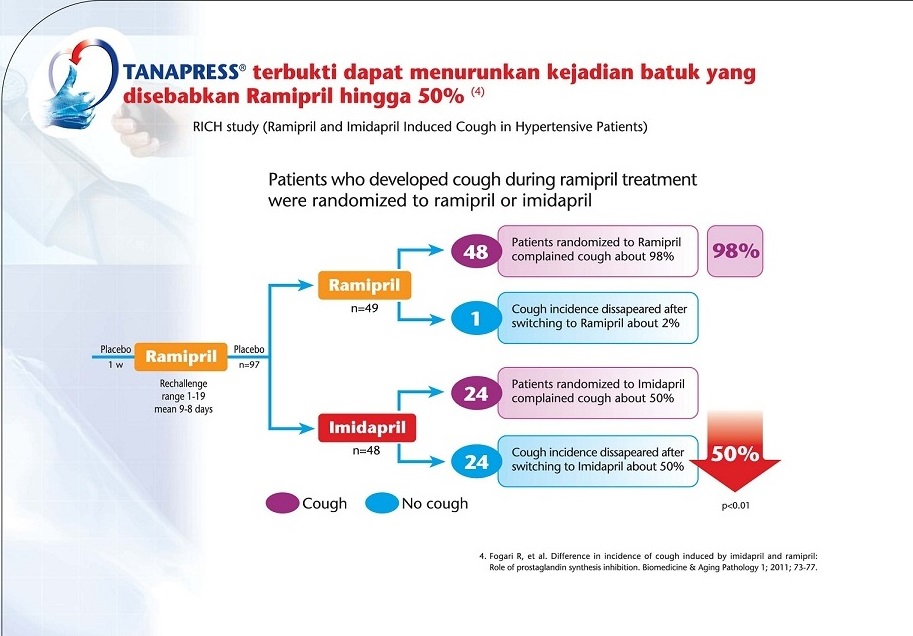 TANAPRESS® terbukti dapat menurunkan kejadian batuk yang
disebabkan Ramipril hingga 50% (4)
RICH study (Ramipril and Imidapril Induced Cough in Hypertensive Patients)
Patients who developed cough during ramipril treatment
were randomized to ramipril or imidapril
Placebo
1 w
Ramipril
Rechallenge
range 1-19
mean 9-8 days
Placebo
n=97
Ramipril
n=49
48
Patients randomized to Ramipril
complained cough about 98%
98%
1
Cough incidence dissapeared after
switching to Ramipril about 2%
Imidapril
n=48
24
Patients randomized to Imidapril
complained cough about 50%
24
Cough incidence dissapeared after
switching to Imidapril about 50%
50%
p<0.01
Cough
No cough
4. Fogari R, et al. Difference in incidence of cough induced by imidapril and ramipril:
Role of prostaglandin synthesis inhibition. Biomedicine & Aging Pathology 1; 2011; 73-77.